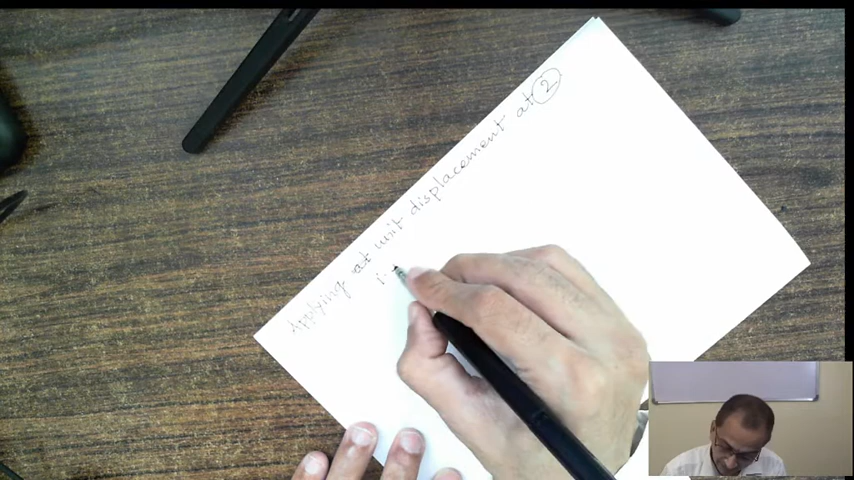 Applying at unit displacement at 2
i.